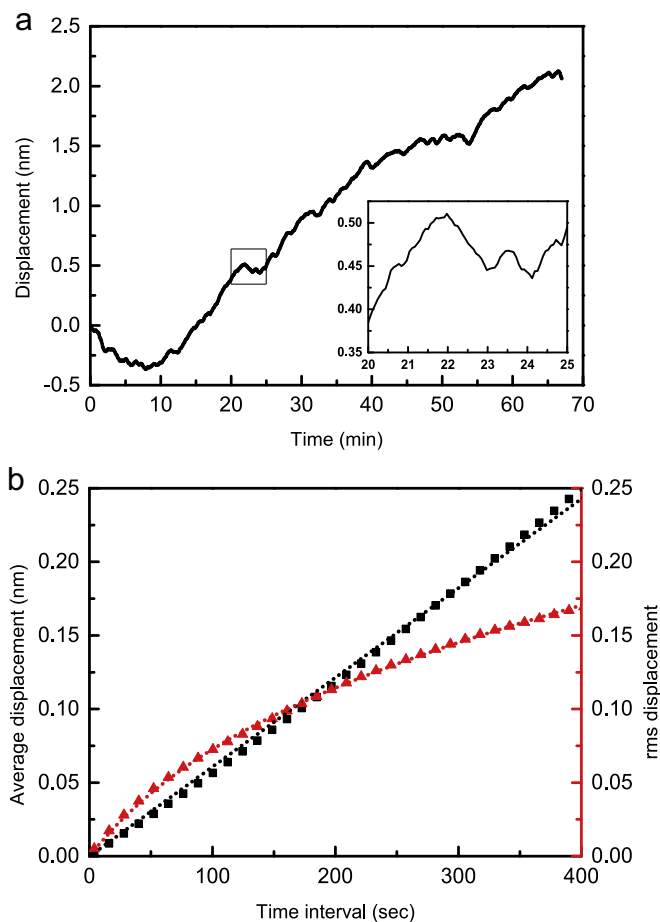 a
2.5
2.0
1.5
1.0
0.5
0.0
-0.5
Displacement (nm)
0.50
0.45
0.40
0.35
20 21 22 23 24 25
0 10 20 30 40 50 60 70
Time (min)
b
0.25
0.20
0.15
0.10
0.05
0.00
Average displacement (nm)
0.25
0.20
0.15
0.10
0.05
0.00
rms displacement
0 100 200 300 400
Time interval (sec)